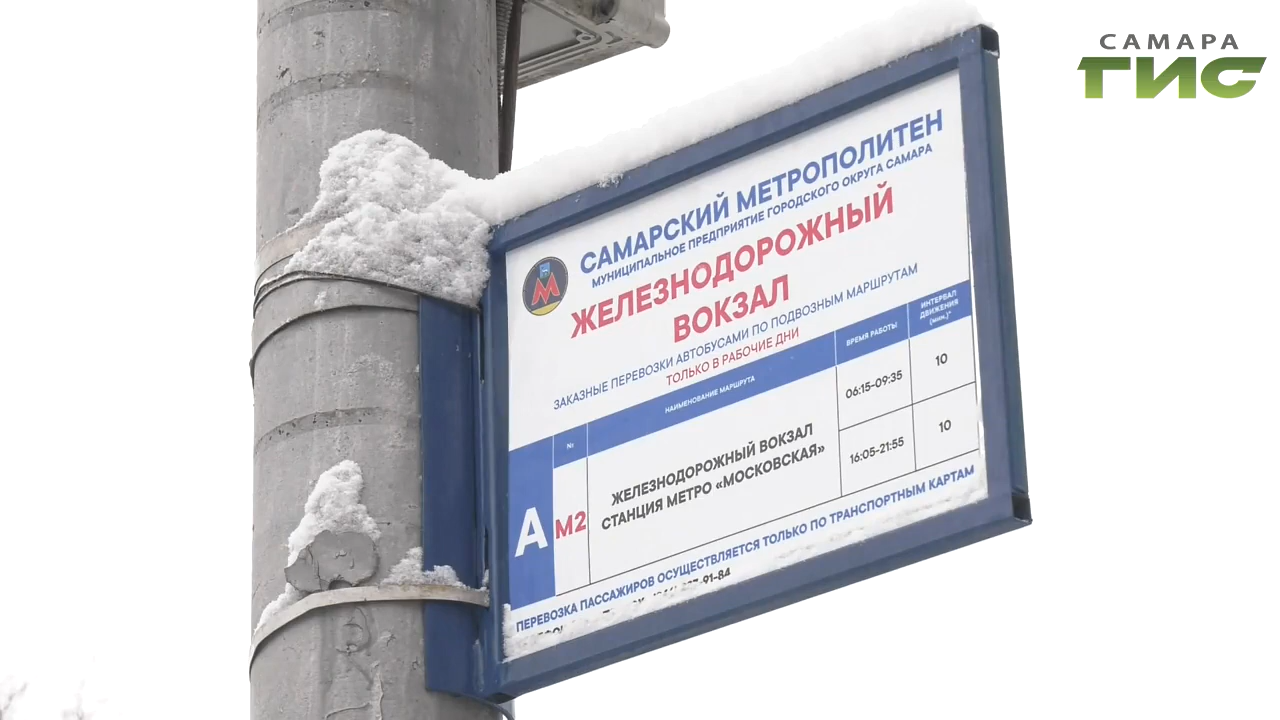 САМАРА
ГИС
САМАРСКИЙ МЕТРОПОЛИТЕН
МУНИЦИПАЛЬНОЕ ПРЕДПРИЯТИЕ ГОРОДСКОГО ОКРУГА САМАРА
М
ЖЕЛЕЗНОДОРОЖНЫЙ
ВОКЗАЛ
ЗАКАЗНЫЕ ПЕРЕВОЗКИ АВТОБУСАМИ ПО ПОДВОЗНЫМ МАРШРУТАМ
ТОЛЬКО В РАБОЧИЕ ДНИ
№ НАИМЕНОВАНИЕ МАРШРУТА ВРЕМЯ РАБОТЫ ИНТЕРВАЛ
ДВИЖЕНИЯ
(мин.)*
А М2 ЖЕЛЕЗНОДОРОЖНЫЙ ВОКЗАЛ
СТАНЦИЯ МЕТРО «МОСКОВСКАЯ»
06:15-09:35 10
16:05-21:55 10
ПЕРЕВОЗКА ПАССАЖИРОВ ОСУЩЕСТВЛЯЕТСЯ ТОЛЬКО ПО ТРАНСПОРТНЫМ КАРТАМ